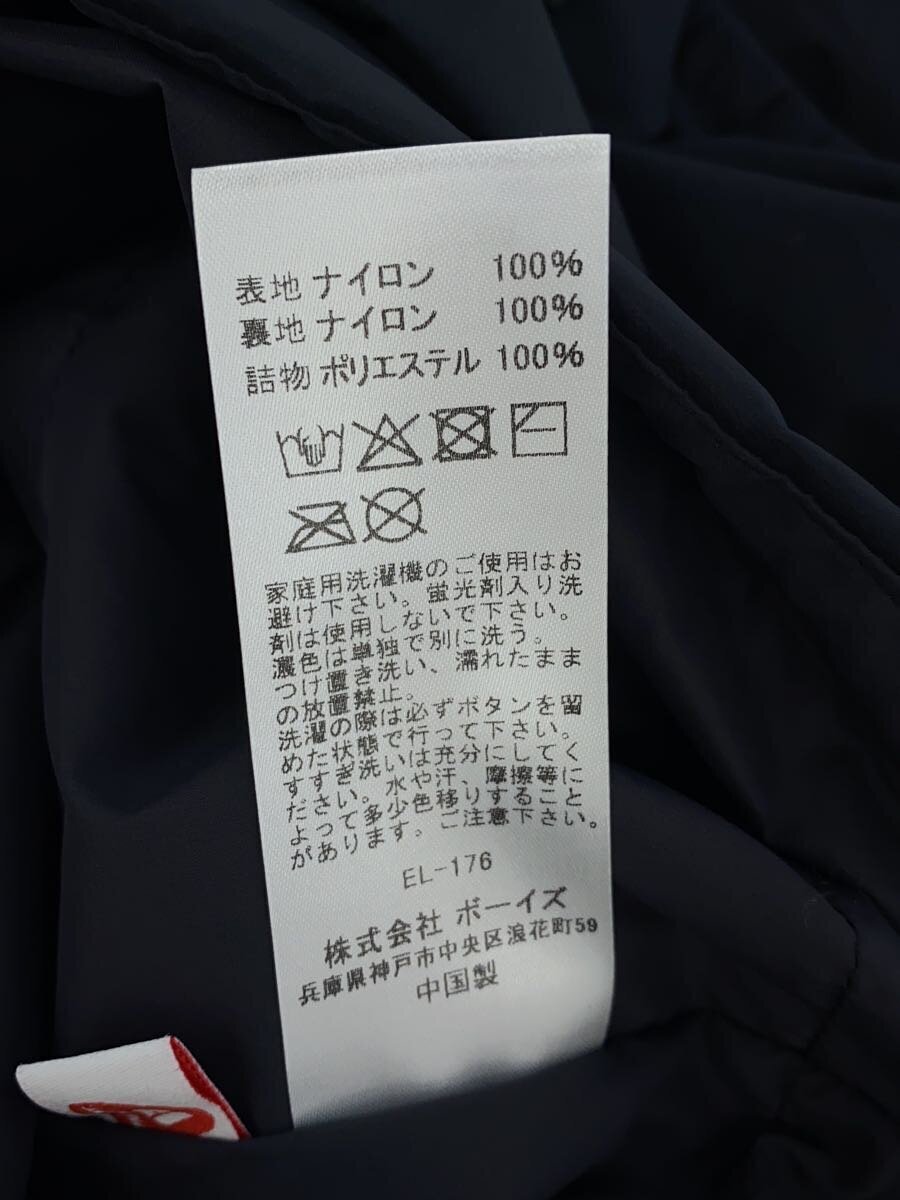 表地 ナイロン 100%
裏地 ナイロン 100%
詰物 ポリエステル 100%
家庭用洗濯機のご使用はお
避け下さい。蛍光剤入り洗
剤は使用しないで下さい。
濃色は単独で別に洗う。
つけ置き洗い、濡れたまま
の放置禁止。
洗濯の際は必ずボタンを留
めた状態で行って下さい。
すすぎ洗いは充分にしてく
ださい。水や汗、摩擦等に
よって多少色移りすること
があります。ご注意下さい。
EL-176
株式会社 ボーイズ
兵庫県神戸市中央区浪花町59
中国製